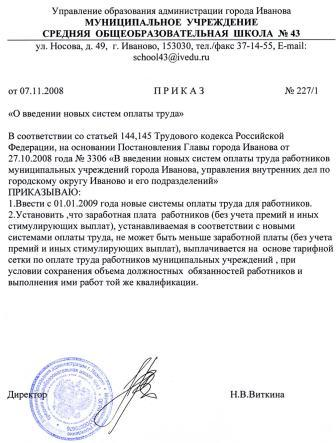 Управление образования администрации города Иванова
МУНИЦИПАЛЬНОЕ УЧРЕЖДЕНИЕ
СРЕДНЯЯ ОБЩЕОБРАЗОВАТЕЛЬНАЯ ШКОЛА № 43
ул. Носова, д. 49, г. Иваново, 153030, тел./факс 37-14-55, E-mail:
school43@ivedu.ru
от 07.11.2008 П Р И К А З № 227/1
«О введении новых систем оплаты труда»
В соответствии со статьей 144,145 Трудового кодекса Российской
Федерации, на основании Постановления Главы города Иванова от
27.10.2008 года № 3306 «В введении новых систем оплаты труда работников
муниципальных учреждений города Иванова, управления внутренних дел по
городскому округу Иваново и его подразделений»
ПРИКАЗЫВАЮ:
1.Ввести с 01.01.2009 года новые системы оплаты труда для работников.
2.Установить ,что заработная плата работников (без учета премий и иных
стимулирующих выплат), устанавливаемая в соответствии с новыми
системами оплаты труда, не может быть меньше заработной платы (без учета
премий и иных стимулирующих выплат), выплачивается на основе тарифной
сетки по оплате труда работников муниципальных учреждений , при
условии сохранение объема должностных обязанностей работников и
выполнения ими работ той же квалификации.
Директор Н.В.Виткина